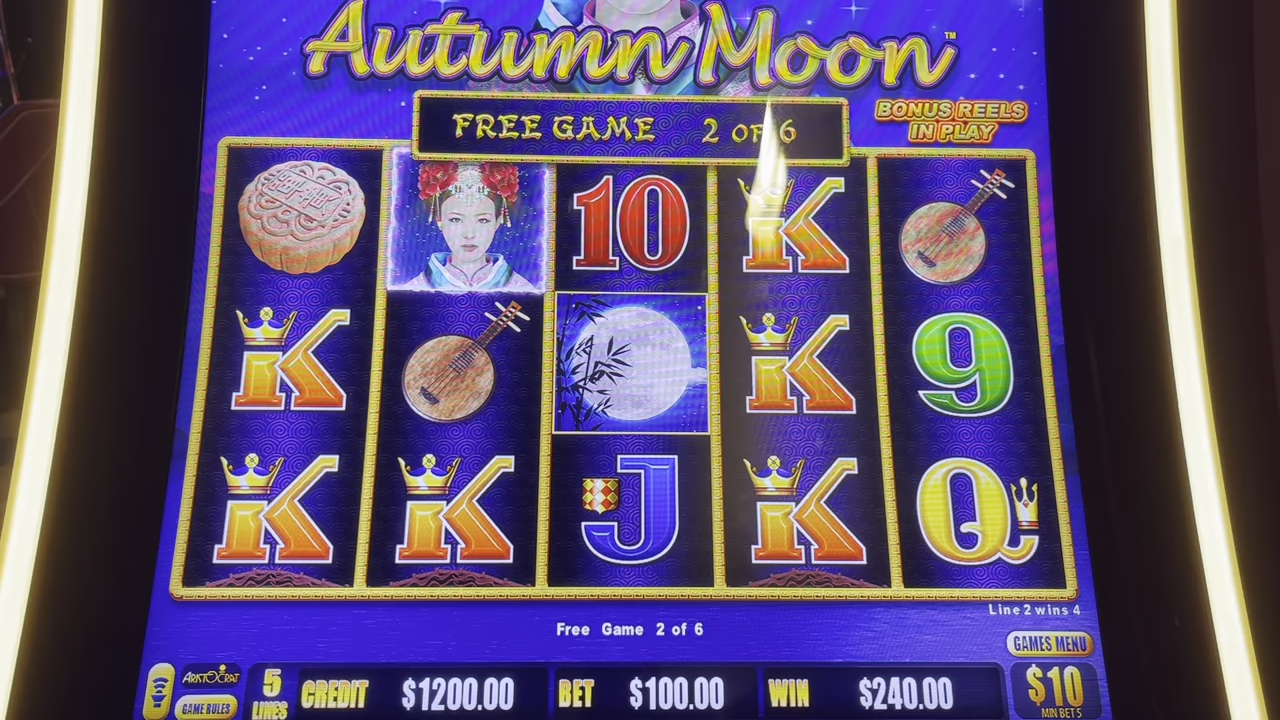 Autumn Moon™
FREE GAME 2 OF 6
BONUS REELS
IN PLAY
10 K
K K 9
K K J K Q
Line 2 wins 4
Free Game 2 of 6
GAMES MENU
ARISTOCRAT
GAME RULES
5
LINES
CREDIT $1200.00
BET $100.00
WIN $240.00
$10
MIN BET 5